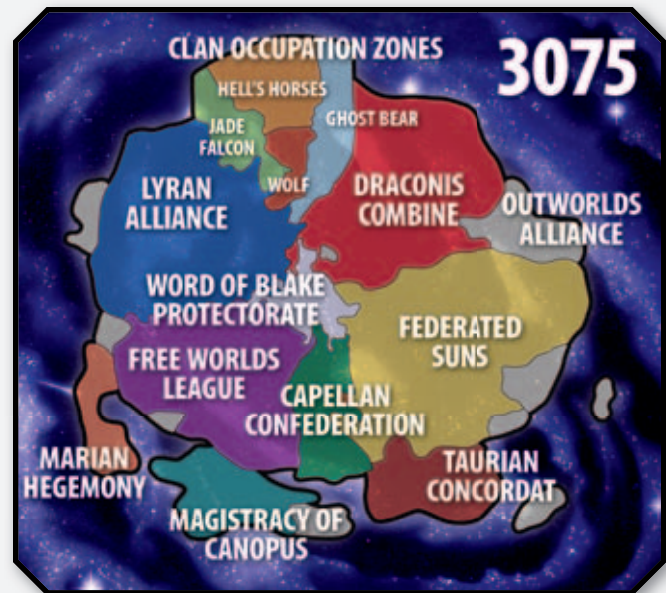 CLAN OCCUPATION ZONES
3075
HELL'S HORSES
GHOST BEAR
JADE
FALCON
WOLF
LYRAN
ALLIANCE
DRACONIS
COMBINE
OUTWORLDS
ALLIANCE
WORD OF BLAKE
PROTECTORATE
FEDERATED
SUNS
FREE WORLDS
LEAGUE
CAPELLAN
CONFEDERATION
MARIAN
HEGEMONY
TAURIAN
CONCORDAT
MAGISTRACY OF
CANOPUS